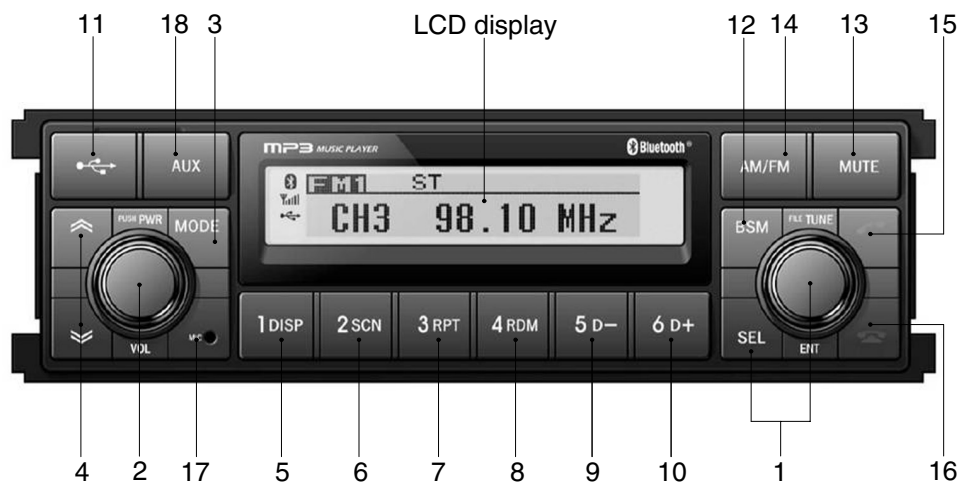 11 18 3 LCD display 12 14 13 15
MP3 MUSIC PLAYER Bluetooth®
AUX AM/FM MUTE
FM1 ST
CH3 98.10 MHz
PUSH PWR MODE BSM FILE TUNE
1 DISP 2 SCN 3 RPT 4 RDM 5 D− 6 D+
VOL MIC SEL ENT
4 2 17 5 6 7 8 9 10 1 16